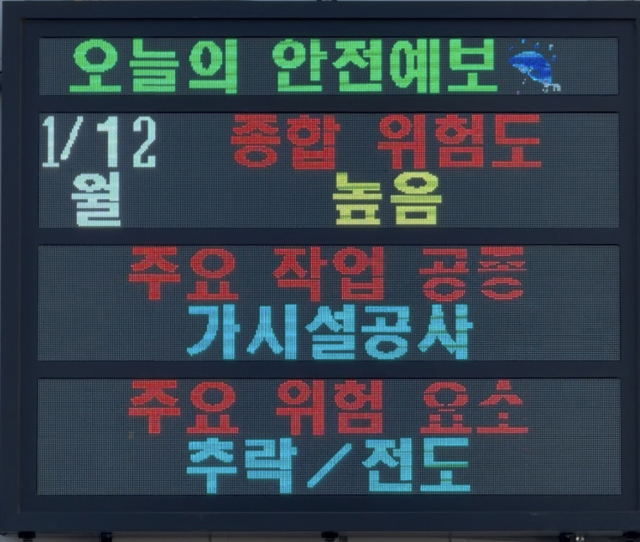 오늘의 안전예보
1/12 종합 위험도
월 높음
주요 작업 공종
가시설공사
주요 위험 요소
추락/전도